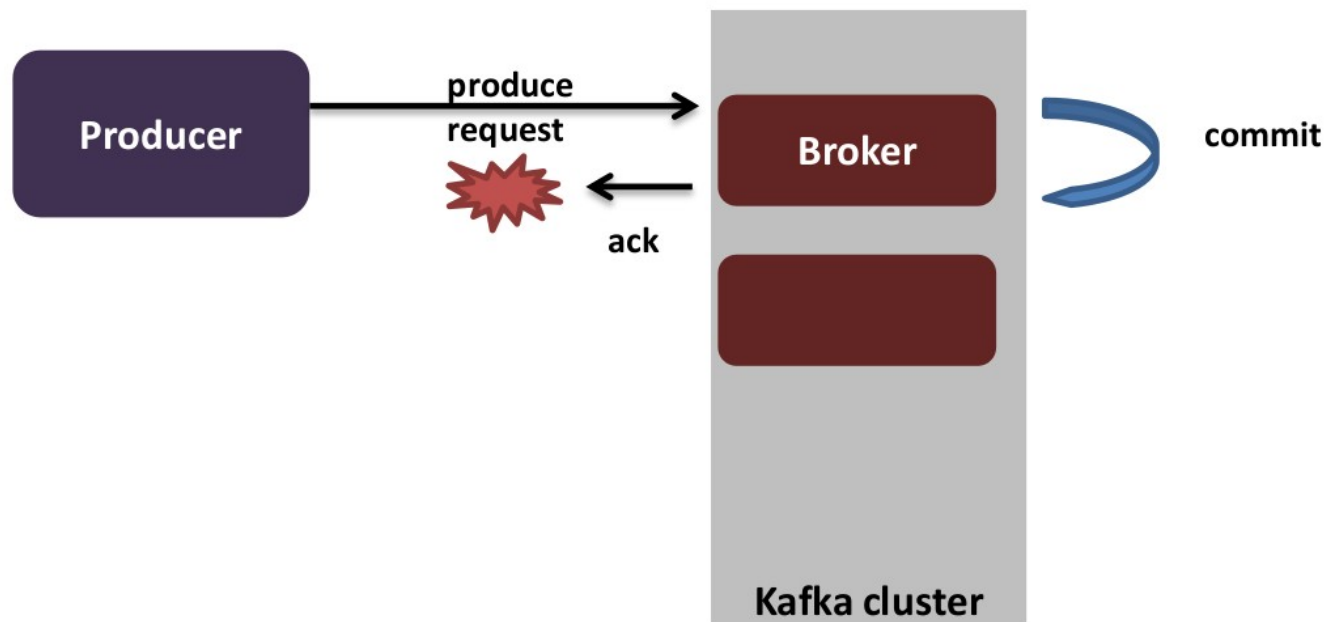 Producer
produce
request
ack
Broker
commit
Kafka cluster